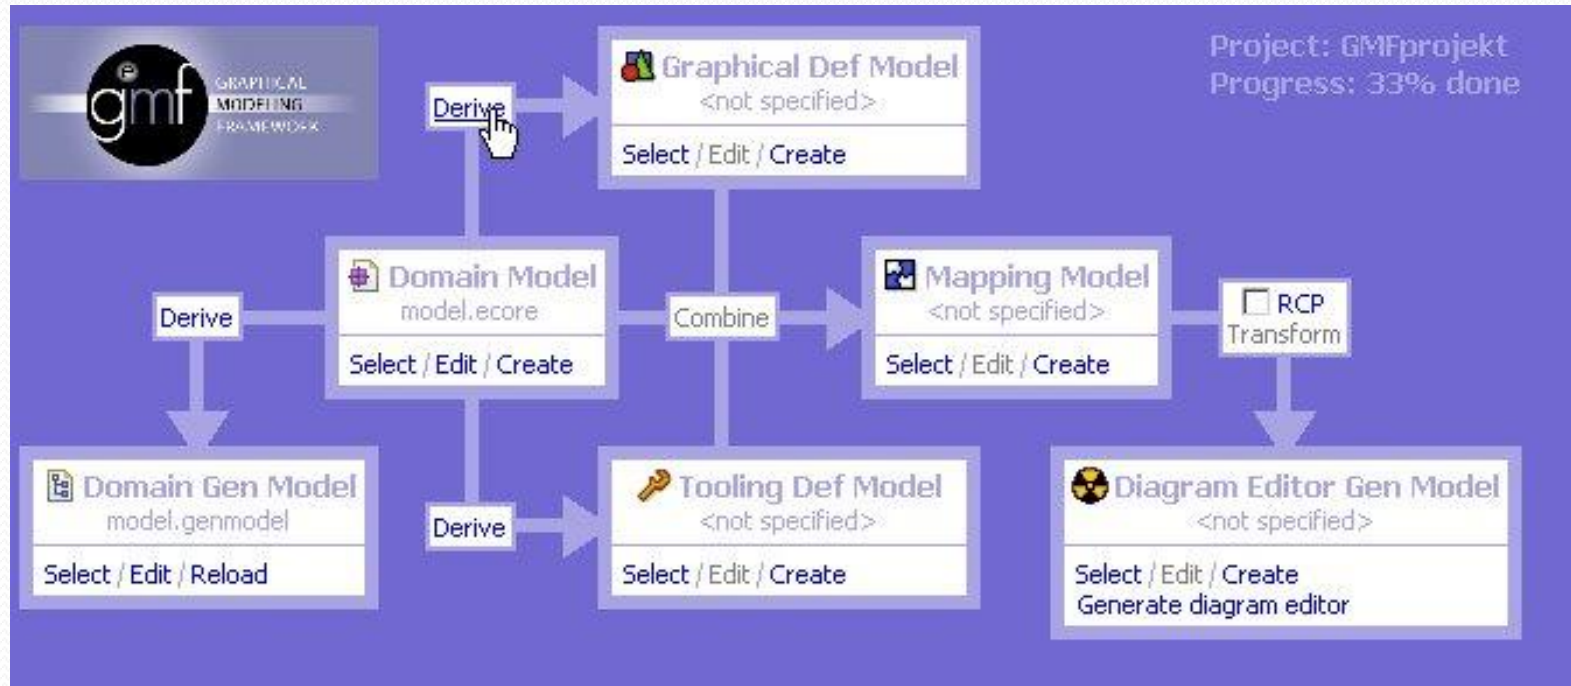 gmf
GRAPHICAL
MODELING
FRAMEWORK
Project: GMFprojekt
Progress: 33% done
Derive
Graphical Def Model
<not specified>
Select / Edit / Create
Derive
Domain Model
model.ecore
Select / Edit / Create
Combine
Mapping Model
<not specified>
Select / Edit / Create
RCP
Transform
Domain Gen Model
model.genmodel
Select / Edit / Reload
Derive
Tooling Def Model
<not specified>
Select / Edit / Create
Diagram Editor Gen Model
<not specified>
Select / Edit / Create
Generate diagram editor